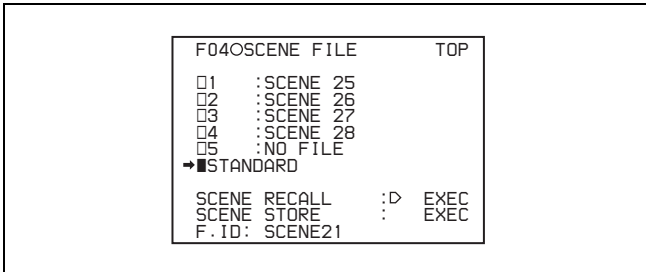 F04○SCENE FILE TOP
□1 :SCENE 25
□2 :SCENE 26
□3 :SCENE 27
□4 :SCENE 28
□5 :NO FILE
➔■STANDARD
SCENE RECALL :▷ EXEC
SCENE STORE : EXEC
F.ID: SCENE21